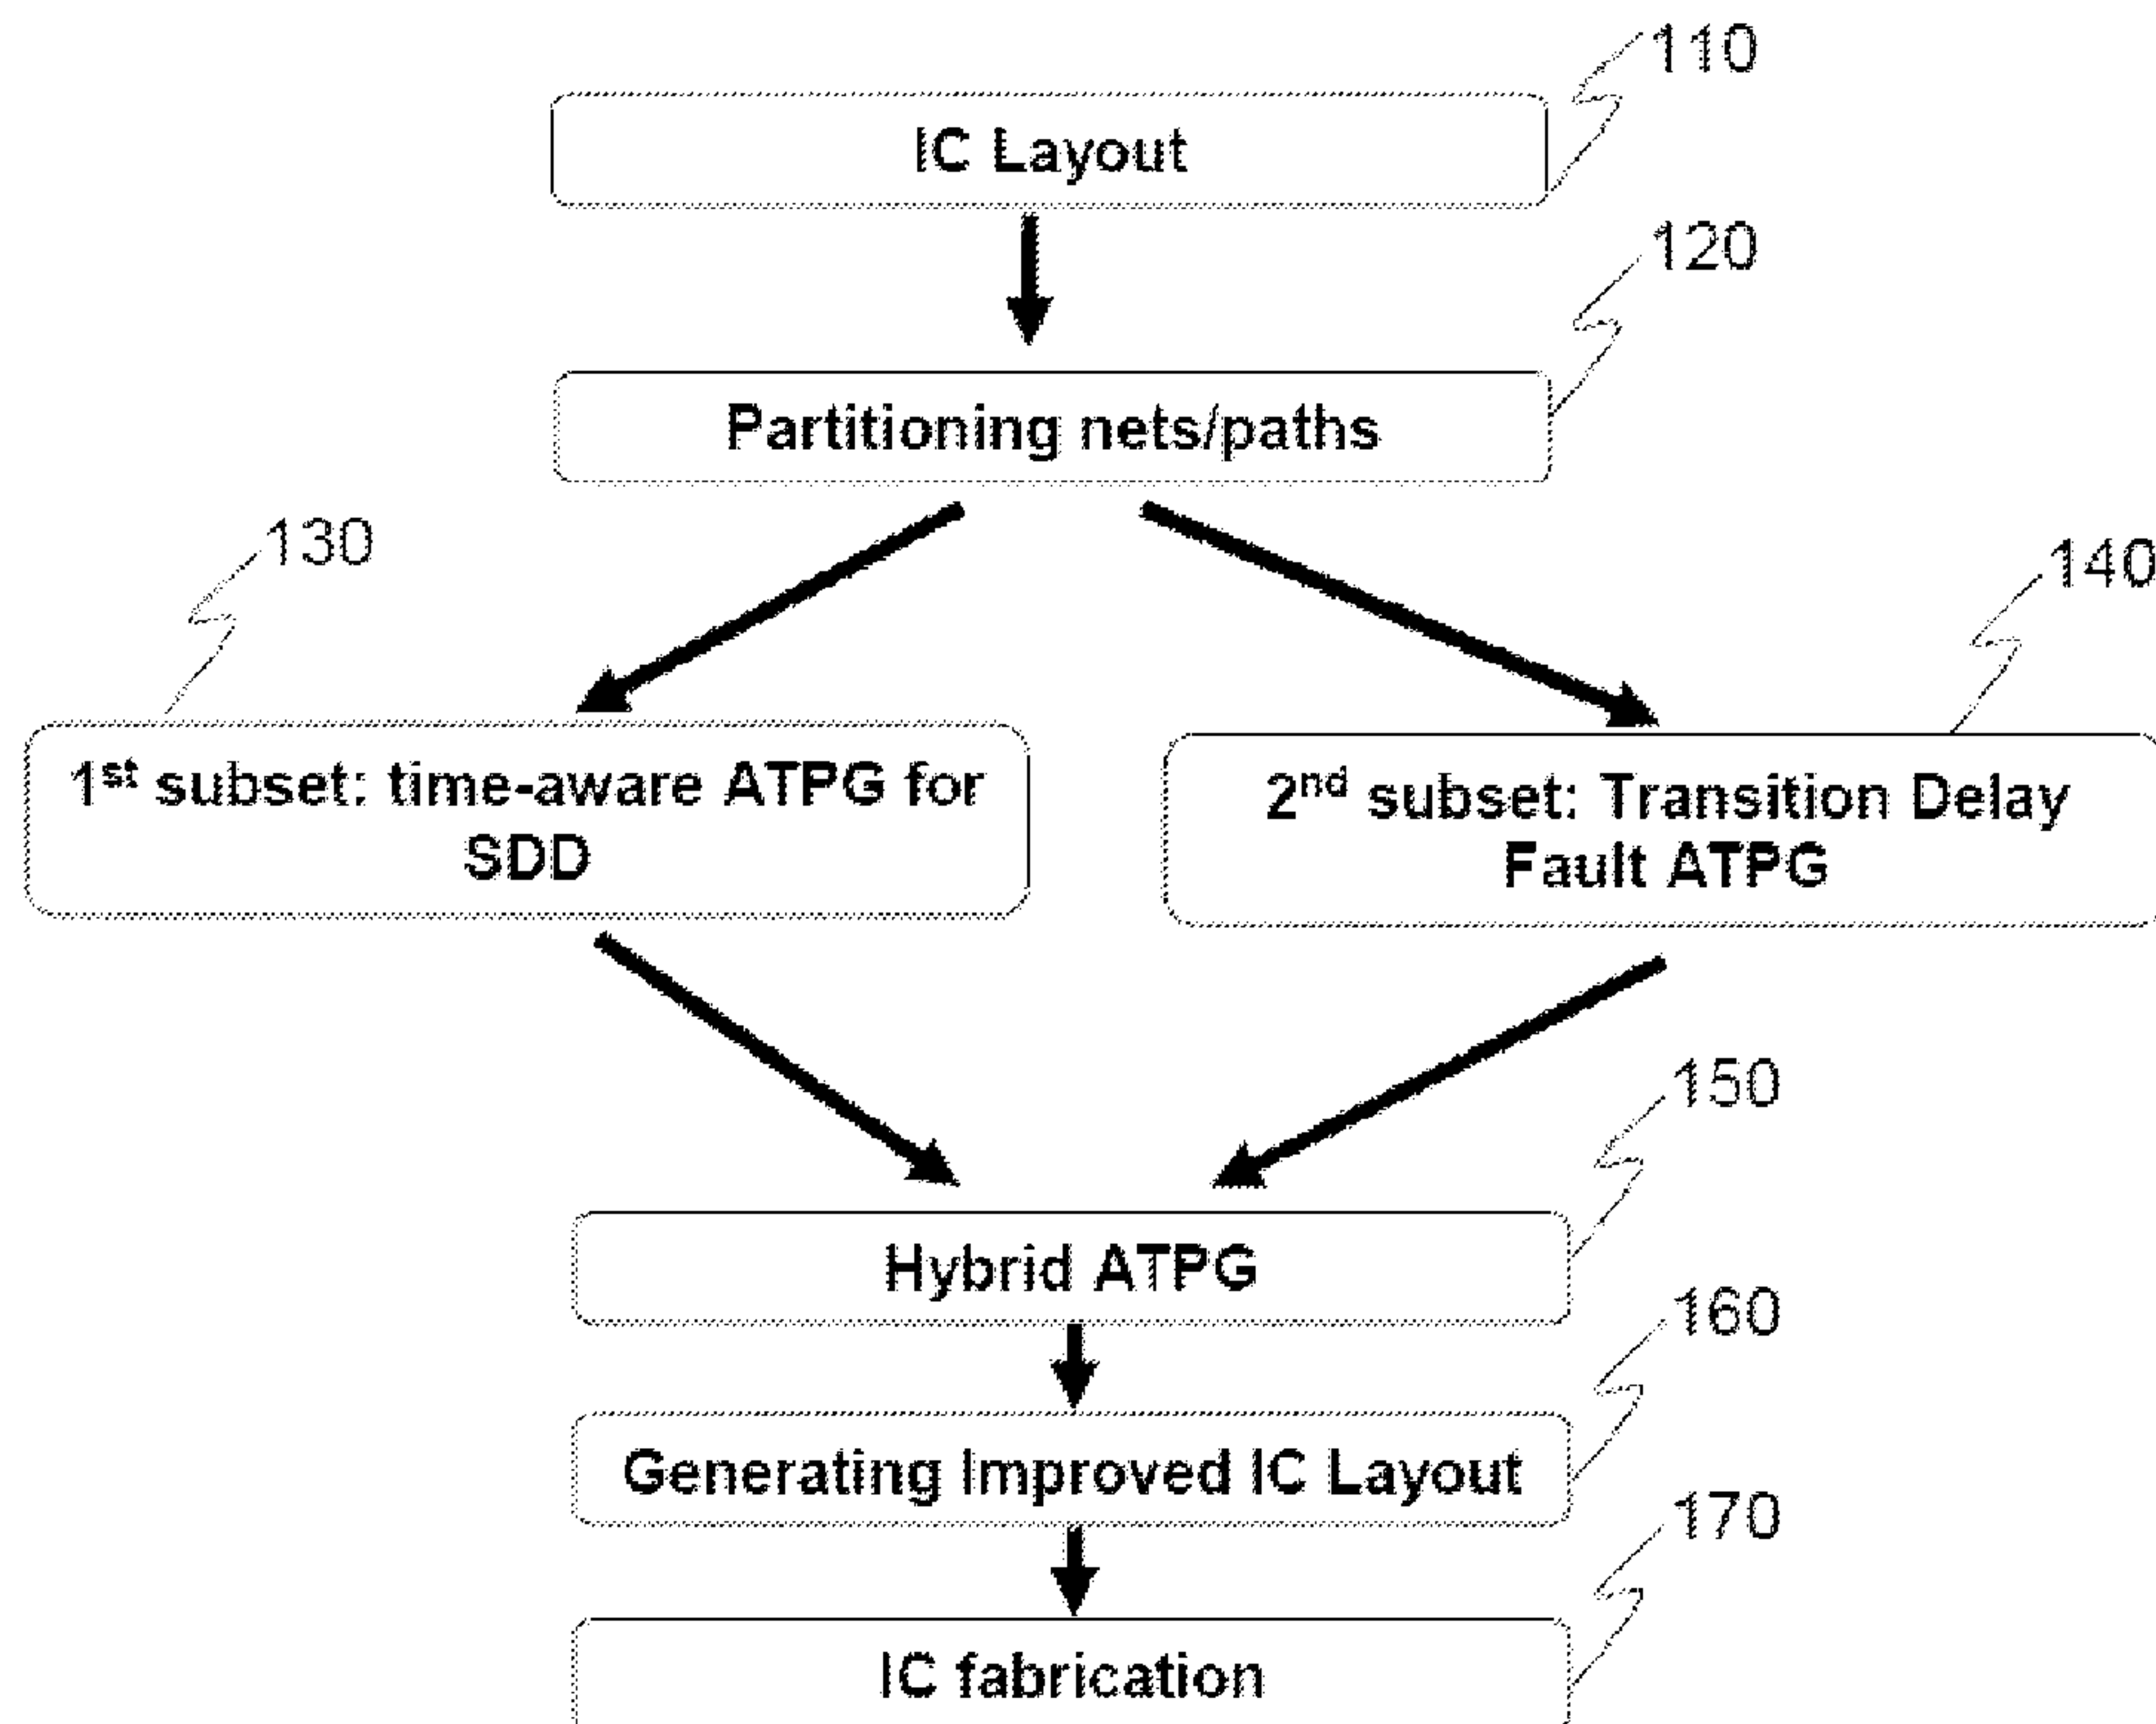 110
IC Layout
120
Partitioning nets/paths
130
140
1st subset: time-aware ATPG for
SDD
2nd subset: Transition Delay
Fault ATPG
150
Hybrid ATPG
160
Generating Improved IC Layout
170
IC fabrication